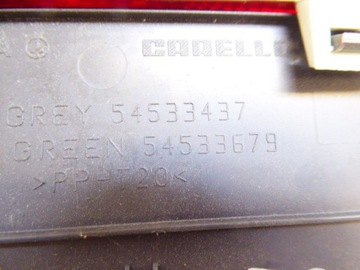 A CARELLO
GREY 54533437
GREEN 54533679
>PP-T20<